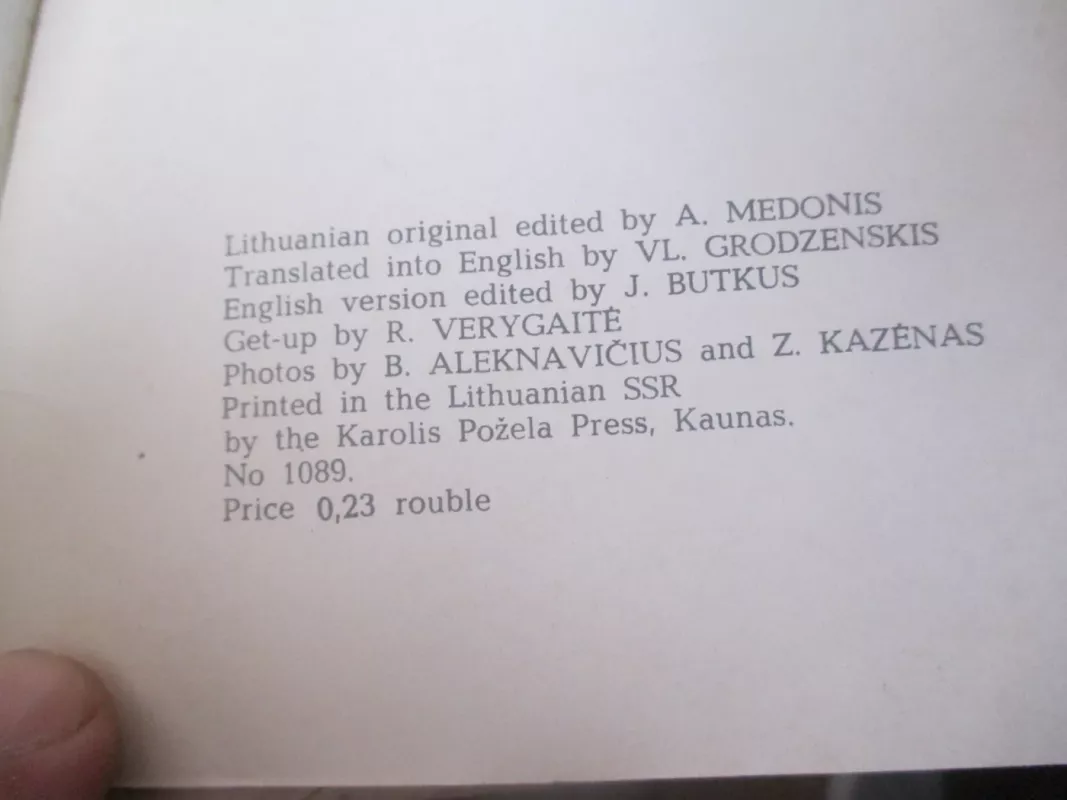 Lithuanian original edited by A. MEDONIS
Translated into English by VL. GRODZENSKIS
English version edited by J. BUTKUS
Get-up by R. VERYGAITĖ
Photos by B. ALEKNAVIČIUS and Z. KAZĖNAS
Printed in the Lithuanian SSR
by the Karolis Požela Press, Kaunas.
No 1089.
Price 0,23 rouble